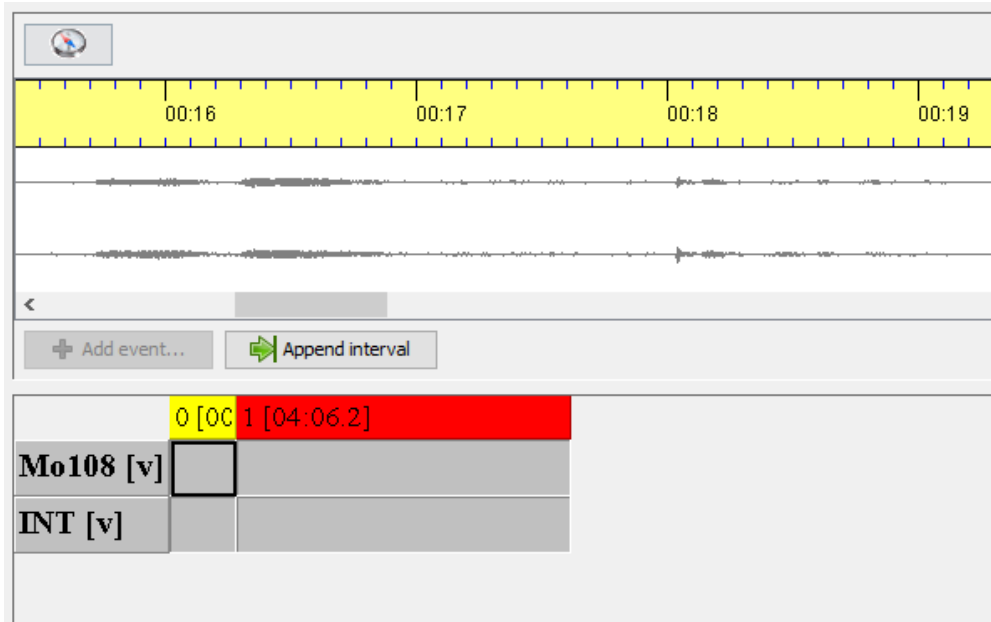 00:16 00:17 00:18 00:19
Add event... Append interval
0 [00 1 [04:06.2]
Mo108 [v]
INT [v]